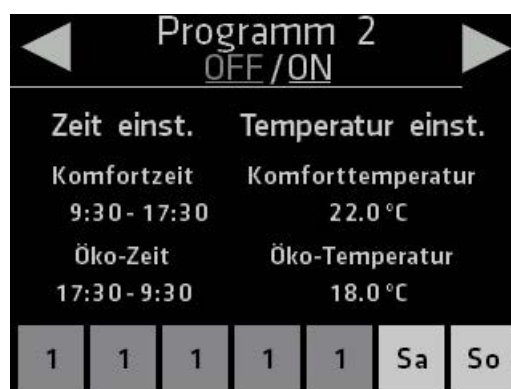 Programm 2
OFF/ON
Zeit einst. Temperatur einst.
Komfortzeit Komforttemperatur
9:30-17:30 22.0 °C
Öko-Zeit Öko-Temperatur
17:30-9:30 18.0 °C
1 1 1 1 1 Sa So